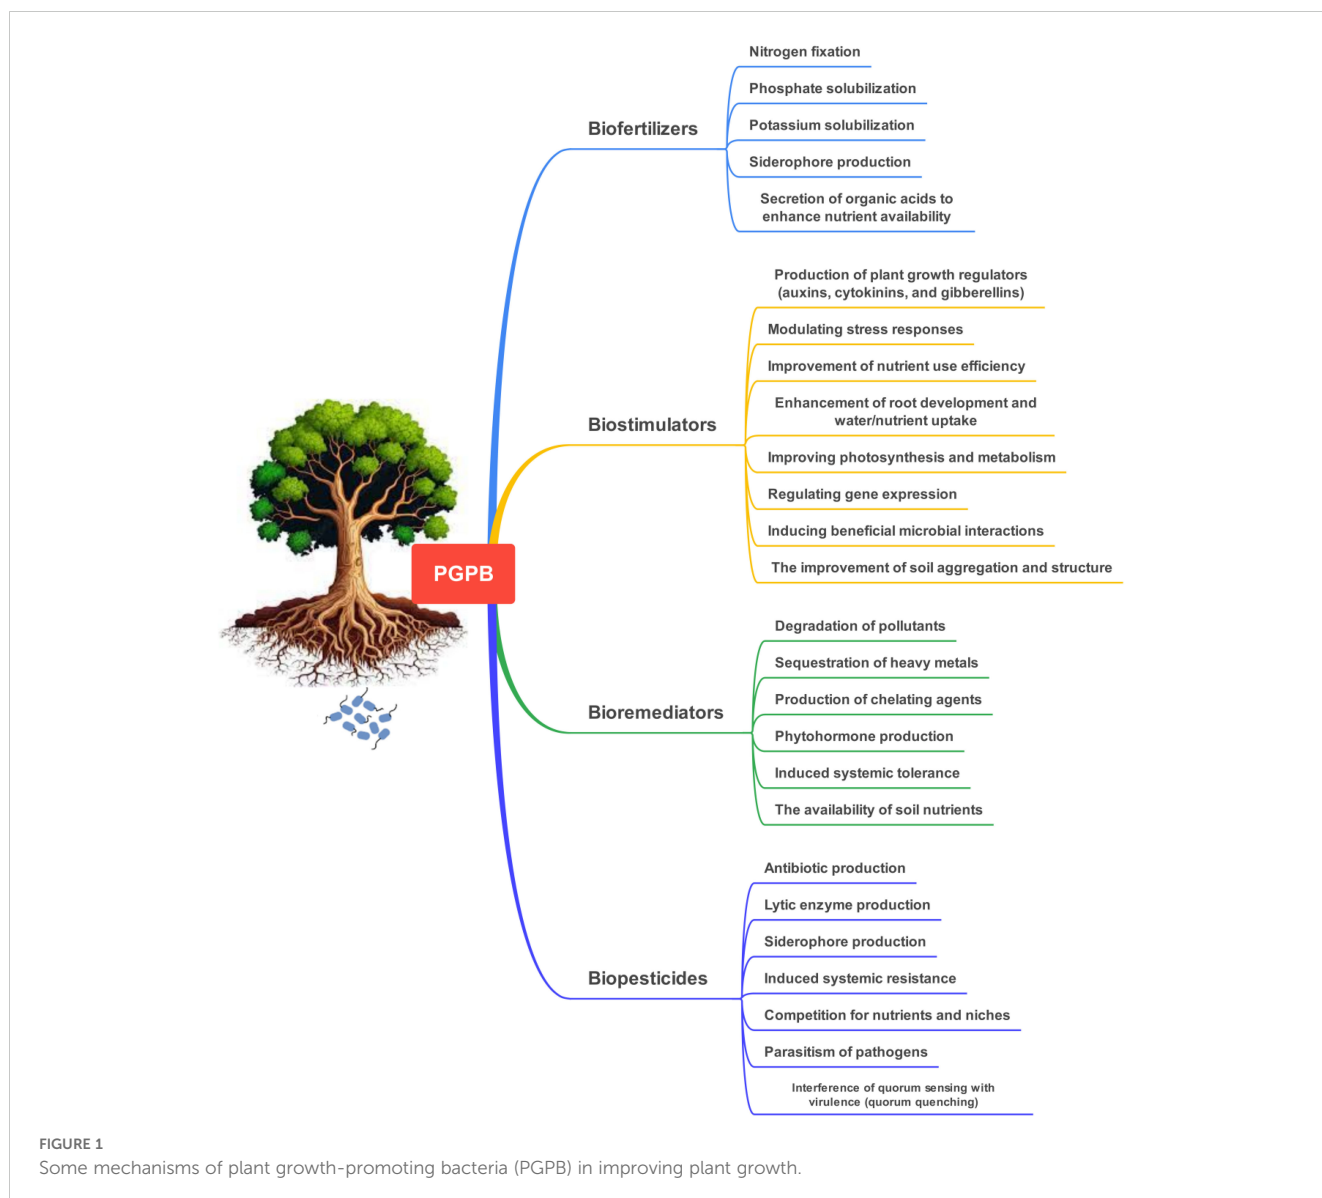 Nitrogen fixation
Phosphate solubilization
Potassium solubilization
Siderophore production
Secretion of organic acids to
enhance nutrient availability
Biofertilizers
Production of plant growth regulators
(auxins, cytokinins, and gibberellins)
Modulating stress responses
Improvement of nutrient use efficiency
Enhancement of root development and
water/nutrient uptake
Improving photosynthesis and metabolism
Regulating gene expression
Inducing beneficial microbial interactions
The improvement of soil aggregation and structure
Biostimulators
PGPB
Degradation of pollutants
Sequestration of heavy metals
Production of chelating agents
Phytohormone production
Induced systemic tolerance
The availability of soil nutrients
Bioremediators
Antibiotic production
Lytic enzyme production
Siderophore production
Induced systemic resistance
Competition for nutrients and niches
Parasitism of pathogens
Interference of quorum sensing with
virulence (quorum quenching)
Biopesticides
FIGURE 1
Some mechanisms of plant growth-promoting bacteria (PGPB) in improving plant growth.